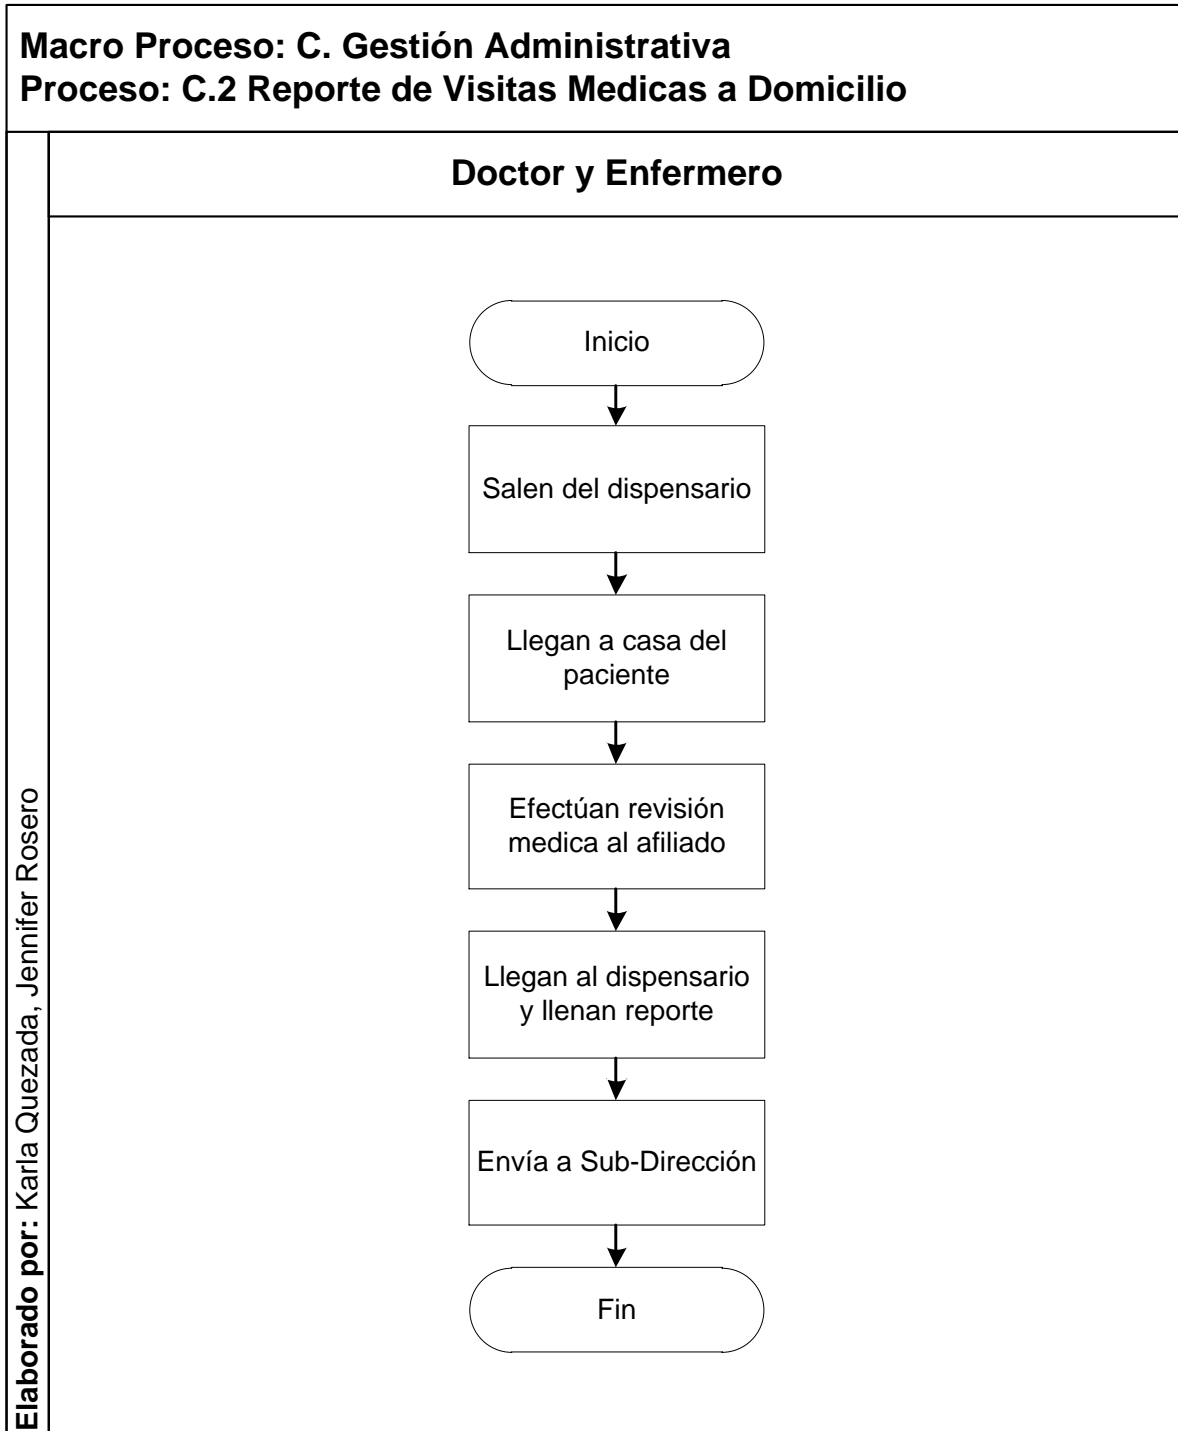 Macro Proceso: C. Gestión Administrativa
Proceso: C.2 Reporte de Visitas Medicas a Domicilio
Doctor y Enfermero
Inicio
Salen del dispensario
Llegan a casa del
paciente
Efectúan revisión
medica al afiliado
Llegan al dispensario
y llenan reporte
Envía a Sub-Dirección
Fin
Elaborado por: Karla Quezada, Jennifer Rosero